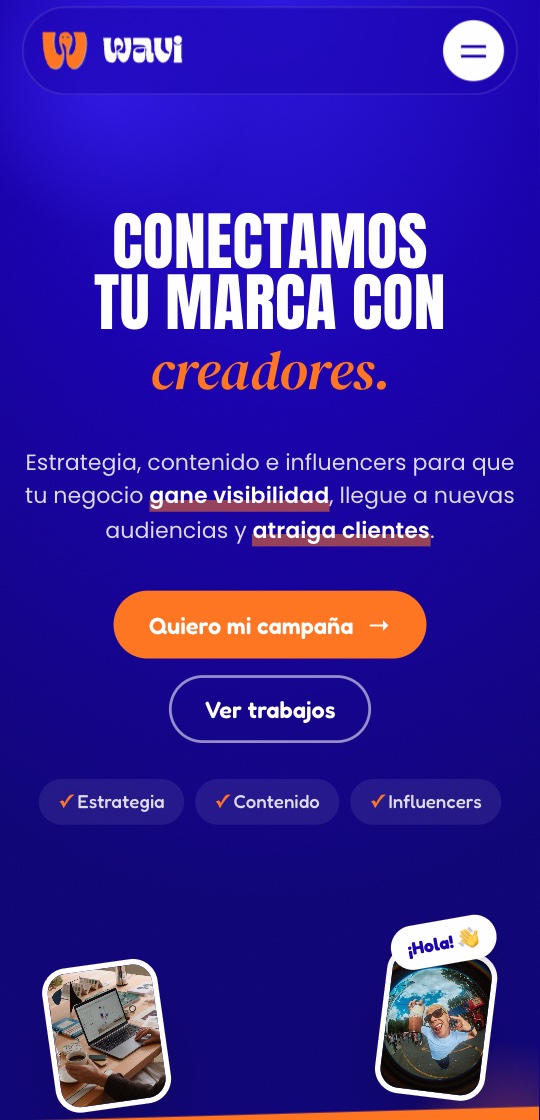 wavi
CONECTAMOS
TU MARCA CON
creadores.
Estrategia, contenido e influencers para que
tu negocio gane visibilidad, llegue a nuevas
audiencias y atraiga clientes.
Quiero mi campaña →
Ver trabajos
✓Estrategia ✓Contenido ✓Influencers
¡Hola! 👋